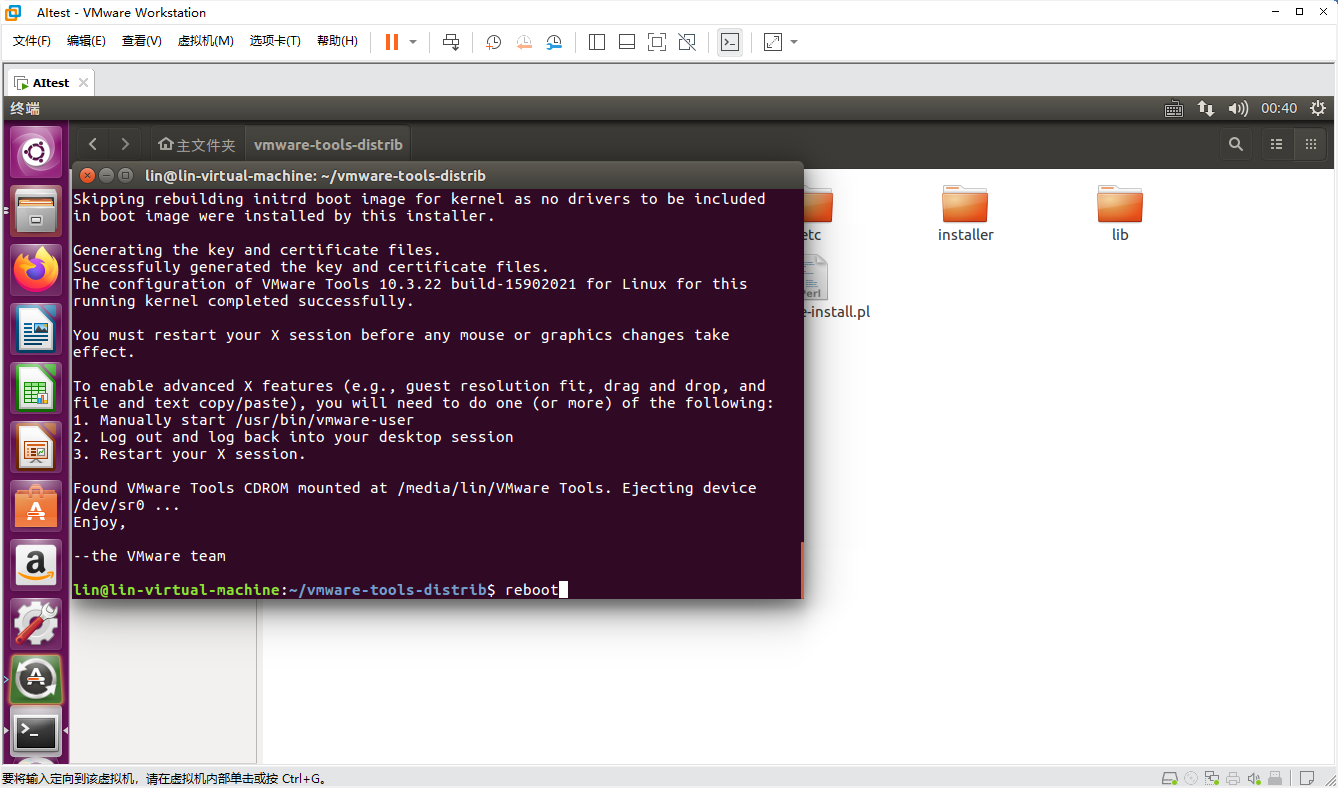 AItest - VMware Workstation
文件(F) 编辑(E) 查看(V) 虚拟机(M) 选项卡(T) 帮助(H)
AItest
终端
00:40
主文件夹
vmware-tools-distrib
lin@lin-virtual-machine: ~/vmware-tools-distrib
Skipping rebuilding initrd boot image for kernel as no drivers to be included
in boot image were installed by this installer.
Generating the key and certificate files.
Successfully generated the key and certificate files.
The configuration of VMware Tools 10.3.22 build-15902021 for Linux for this
running kernel completed successfully.
You must restart your X session before any mouse or graphics changes take
effect.
To enable advanced X features (e.g., guest resolution fit, drag and drop, and
file and text copy/paste), you will need to do one (or more) of the following:
1. Manually start /usr/bin/vmware-user
2. Log out and log back into your desktop session
3. Restart your X session.
Found VMware Tools CDROM mounted at /media/lin/VMware Tools. Ejecting device
/dev/sr0 ...
Enjoy,
--the VMware team
lin@lin-virtual-machine:~/vmware-tools-distrib$ reboot
etc
installer
lib
e-install.pl
要将输入定向到该虚拟机，请在虚拟机内部单击或按 Ctrl+G。